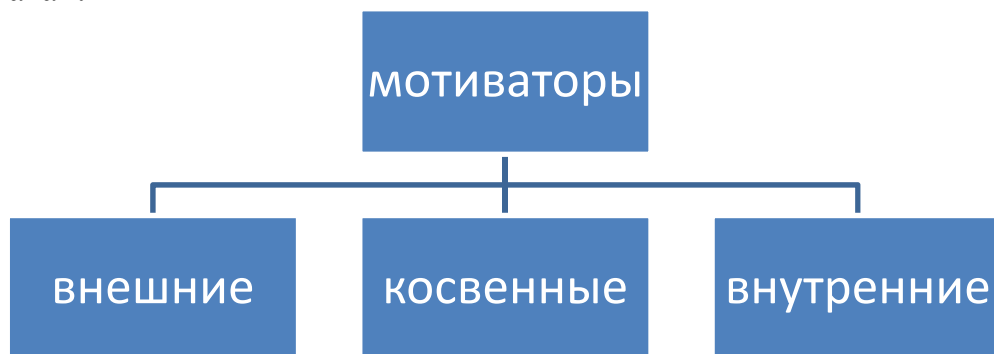 мотиваторы
внешние
косвенные
внутренние